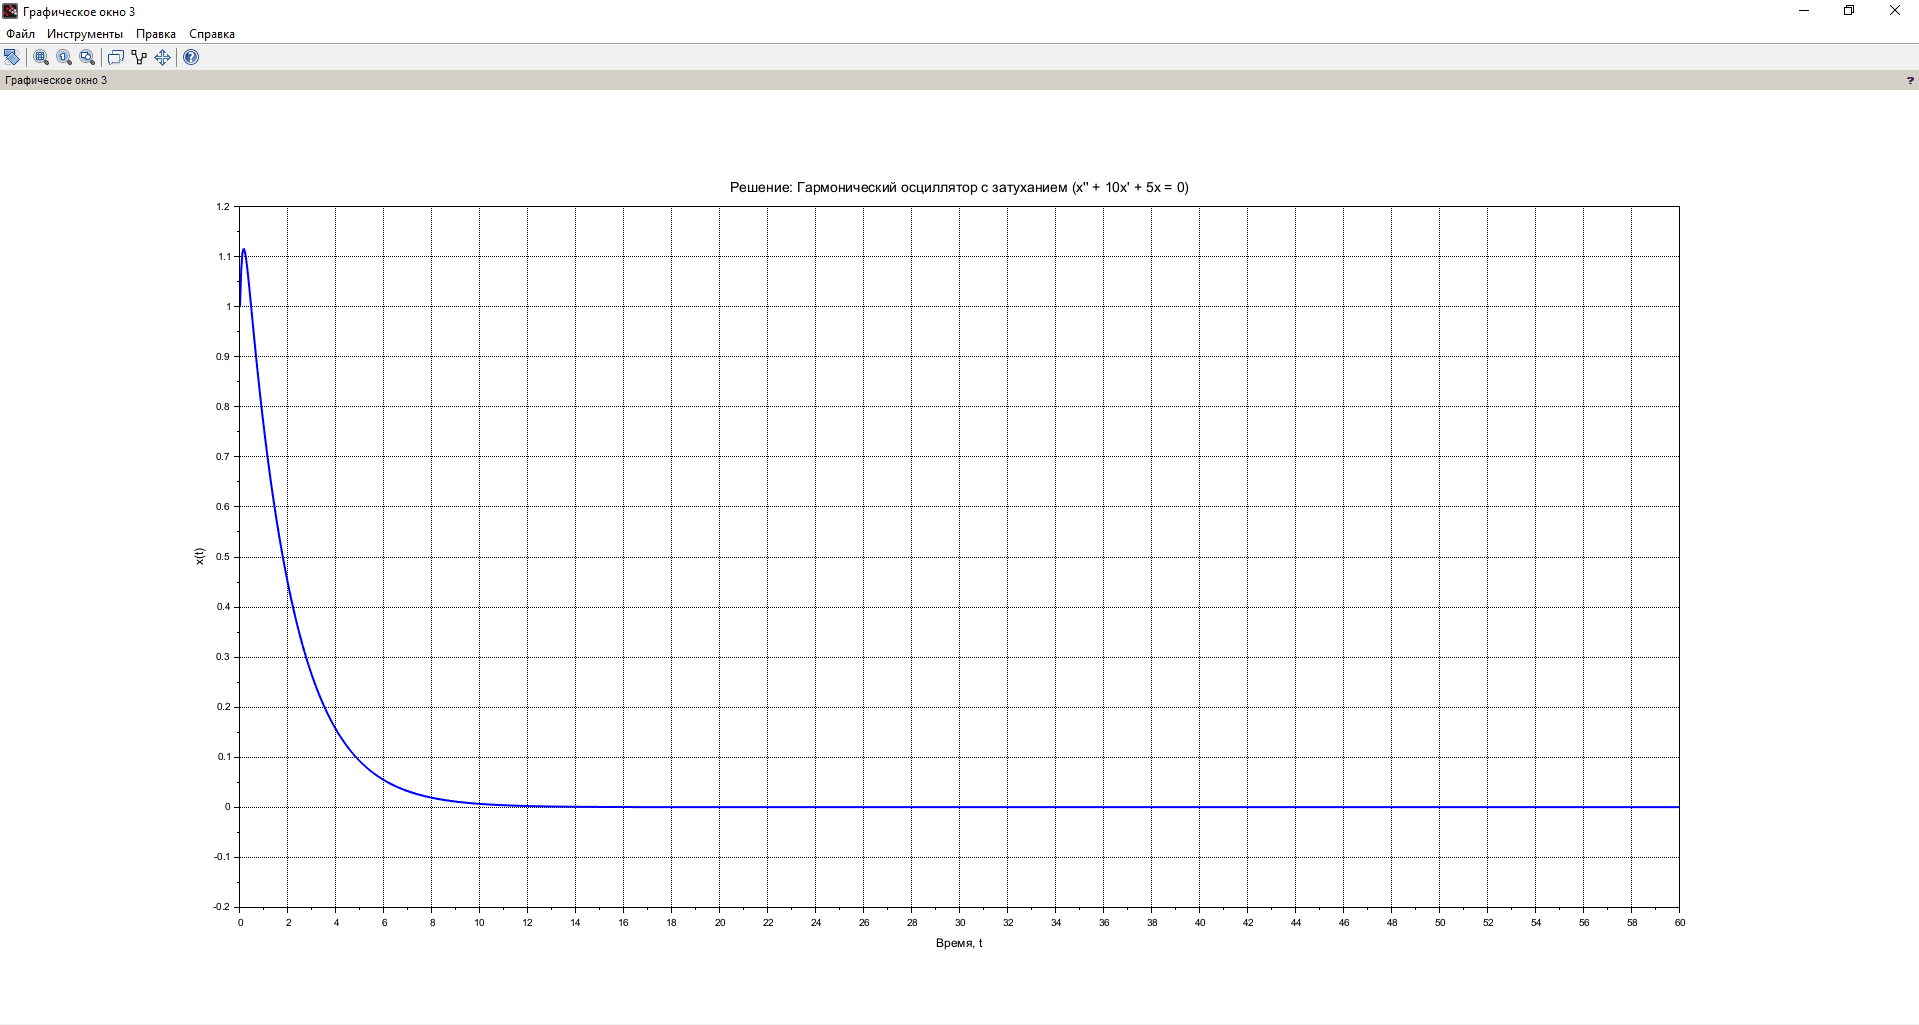 Графическое окно 3
Файл Инструменты Правка Справка
Графическое окно 3 ?
Решение: Гармонический осциллятор с затуханием (x'' + 10x' + 5x = 0)
1.2
1.1
1
0.9
0.8
0.7
0.6
0.5
0.4
0.3
0.2
0.1
0
-0.1
-0.2
x(t)
0 2 4 6 8 10 12 14 16 18 20 22 24 26 28 30 32 34 36 38 40 42 44 46 48 50 52 54 56 58 60
Время, t